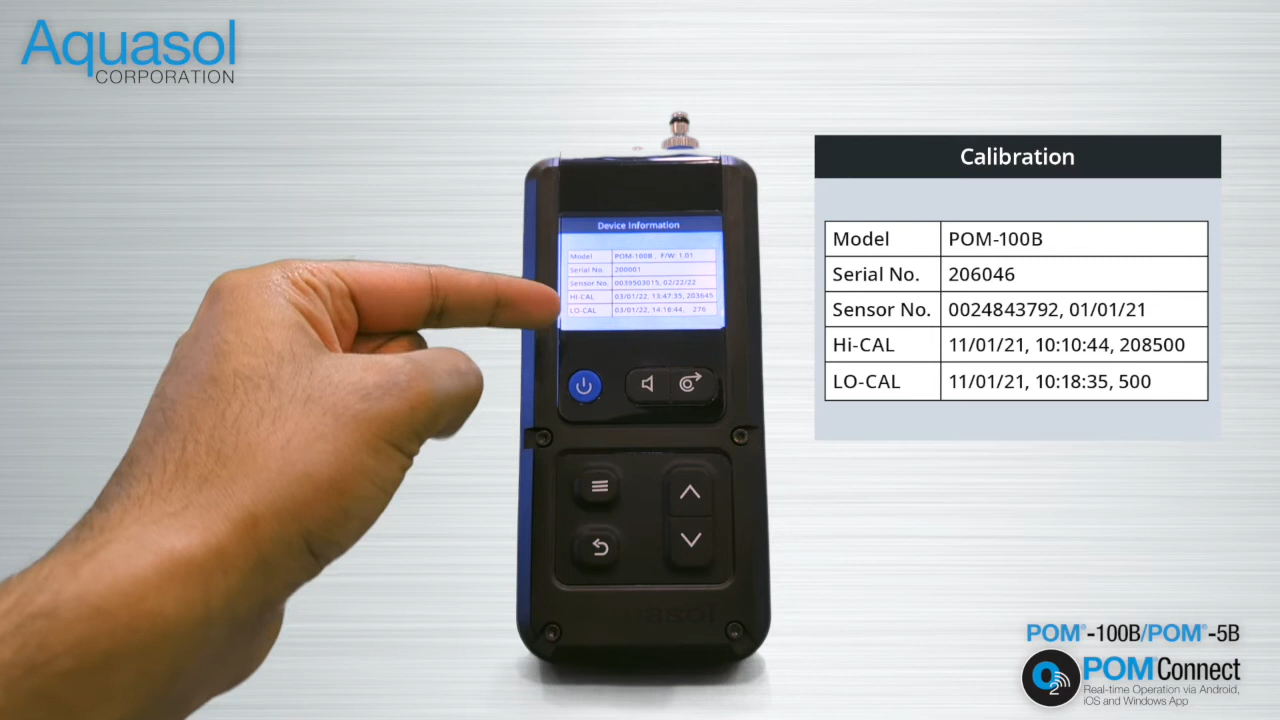 Aquasol
CORPORATION
Device Information
Model POM-100B , F/W: 1.01
Serial No. 200001
Sensor No. 0039503015, 02/22/22
HI-CAL 03/01/22, 13:47:35, 203645
LO-CAL 03/01/22, 14:16:44, 276
Calibration
Model POM-100B
Serial No. 206046
Sensor No. 0024843792, 01/01/21
Hi-CAL 11/01/21, 10:10:44, 208500
LO-CAL 11/01/21, 10:18:35, 500
POM®-100B/POM®-5B
O2 POM®Connect
Real-time Operation via Android,
iOS and Windows App